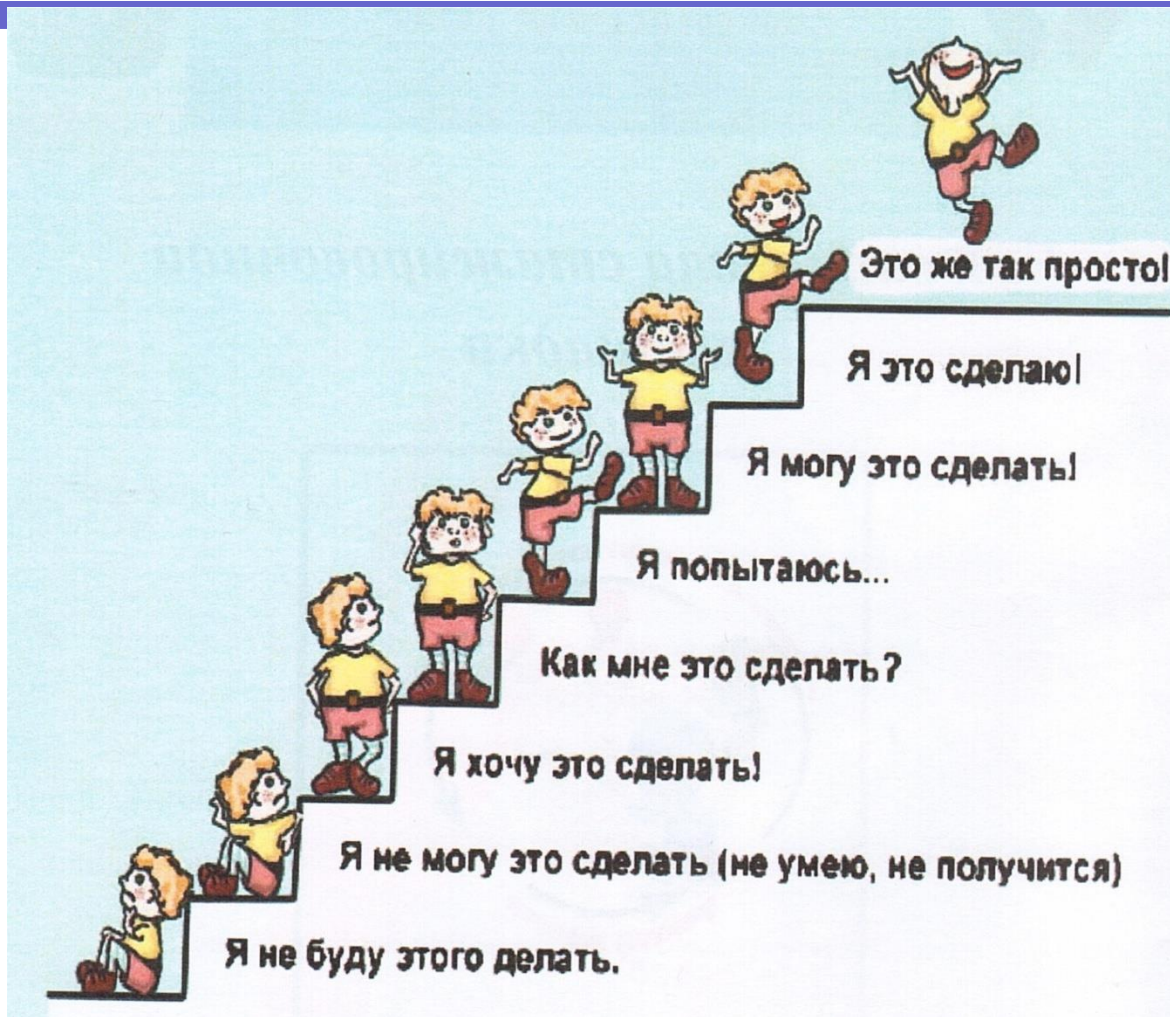 Это же так просто!
Я это сделаю!
Я могу это сделать!
Я попытаюсь...
Как мне это сделать?
Я хочу это сделать!
Я не могу это сделать (не умею, не получится)
Я не буду этого делать.